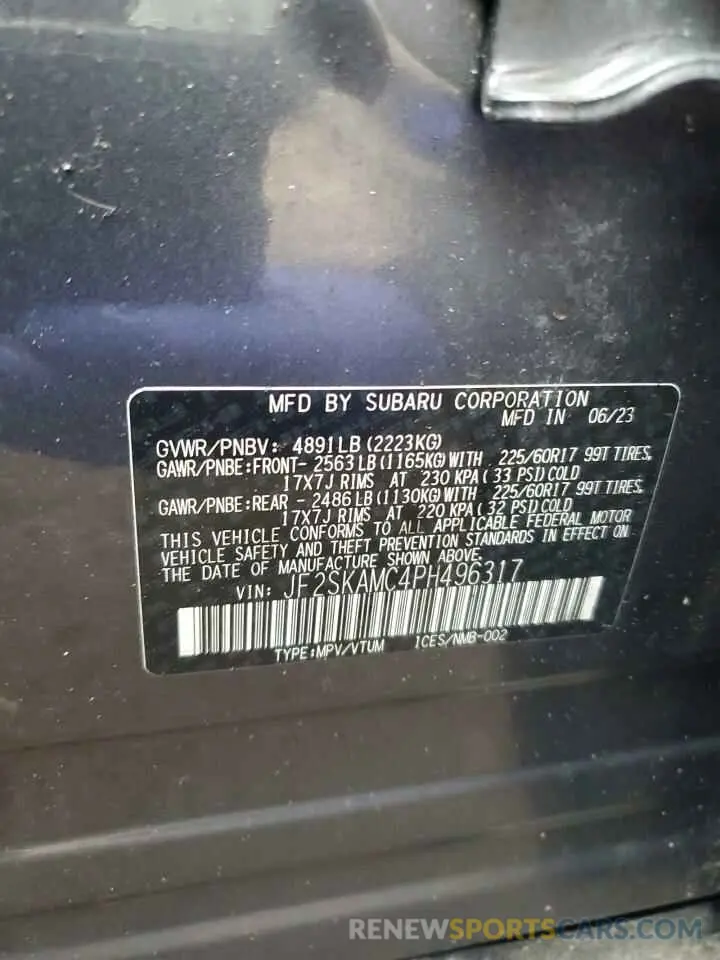 MFD BY SUBARU CORPORATION
MFD IN 06/23
GVWR/PNBV: 4891LB(2223KG)
GAWR/PNBE:FRONT- 2563LB(1165KG)WITH 225/60R17 99T TIRES,
17X7J RIMS AT 230 KPA(33 PSI)COLD
GAWR/PNBE:REAR - 2486LB(1130KG)WITH 225/60R17 99T TIRES,
17X7J RIMS AT 220 KPA(32 PSI)COLD
THIS VEHICLE CONFORMS TO ALL APPLICABLE FEDERAL MOTOR
VEHICLE SAFETY AND THEFT PREVENTION STANDARDS IN EFFECT ON
THE DATE OF MANUFACTURE SHOWN ABOVE.
VIN: JF2SKAMC4PH496317
TYPE:MPV/VTUM ICES/NMB-002
RENEWSPORTSCARS.COM